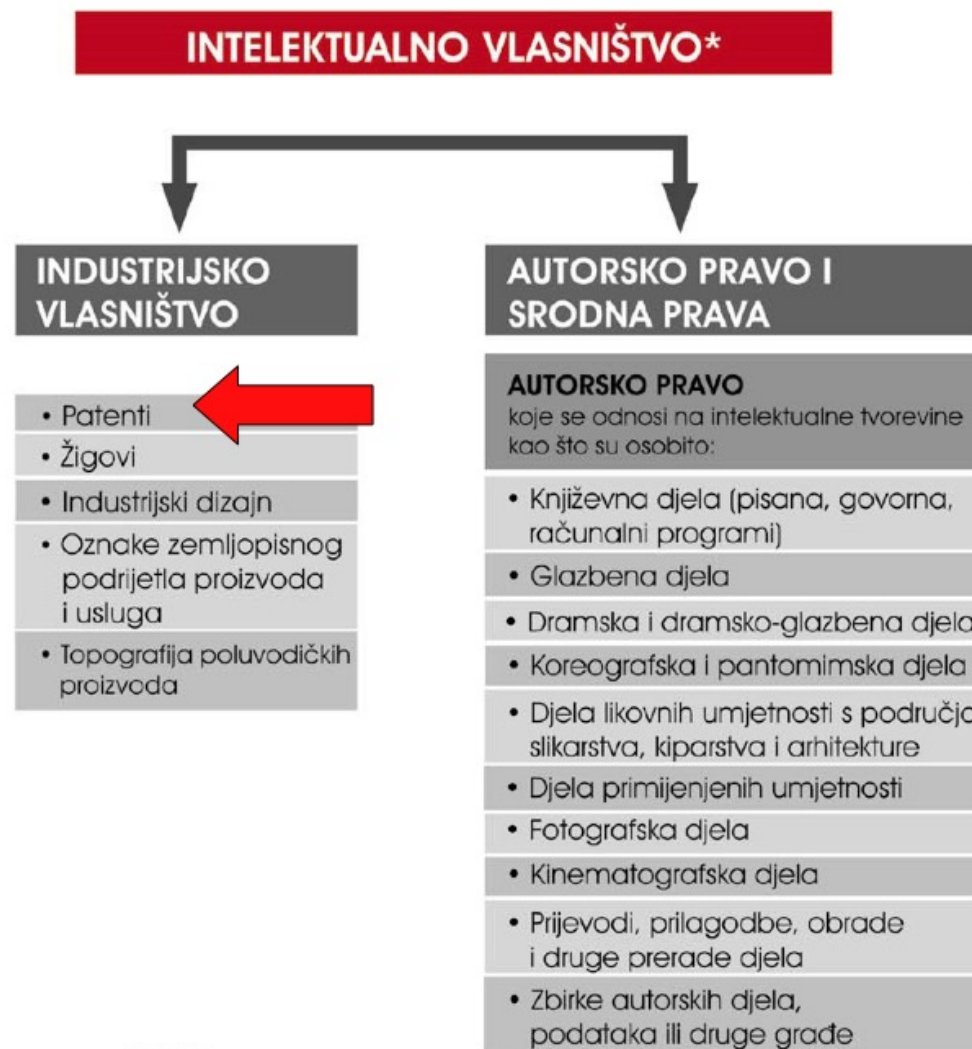 INTELEKTUALNO VLASNIŠTVO*
INDUSTRIJSKO
VLASNIŠTVO
• Patenti
• Žigovi
• Industrijski dizajn
• Oznake zemljopisnog
podrijetla proizvoda
i usluga
• Topografija poluvodičkih
proizvoda
AUTORSKO PRAVO I
SRODNA PRAVA
AUTORSKO PRAVO
koje se odnosi na intelektualne tvorevine
kao što su osobito:
• Književna djela (pisana, govorna,
računalni programi)
• Glazbena djela
• Dramska i dramsko-glazbena djela
• Koreografska i pantomimska djela
• Djela likovnih umjetnosti s područja
slikarstva, kiparstva i arhitekture
• Djela primijenjenih umjetnosti
• Fotografska djela
• Kinematografska djela
• Prijevodi, prilagodbe, obrade
i druge prerade djela
• Zbirke autorskih djela,
podataka ili druge građe